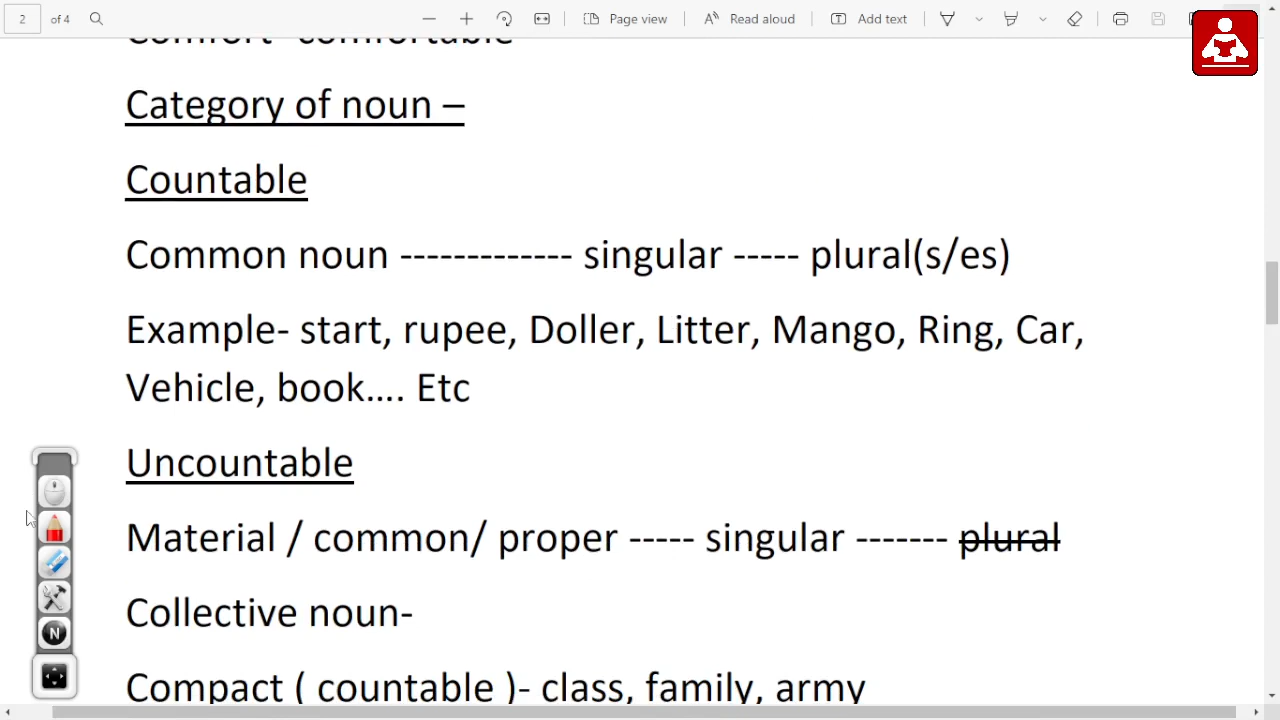 2 of 4 Page view Read aloud Add text
Comfort- comfortable
Category of noun –
Countable
Common noun ------------- singular ----- plural(s/es)
Example- start, rupee, Doller, Litter, Mango, Ring, Car,
Vehicle, book.... Etc
Uncountable
Material / common/ proper ----- singular ------- plural
Collective noun-
Compact ( countable )- class, family, army
N